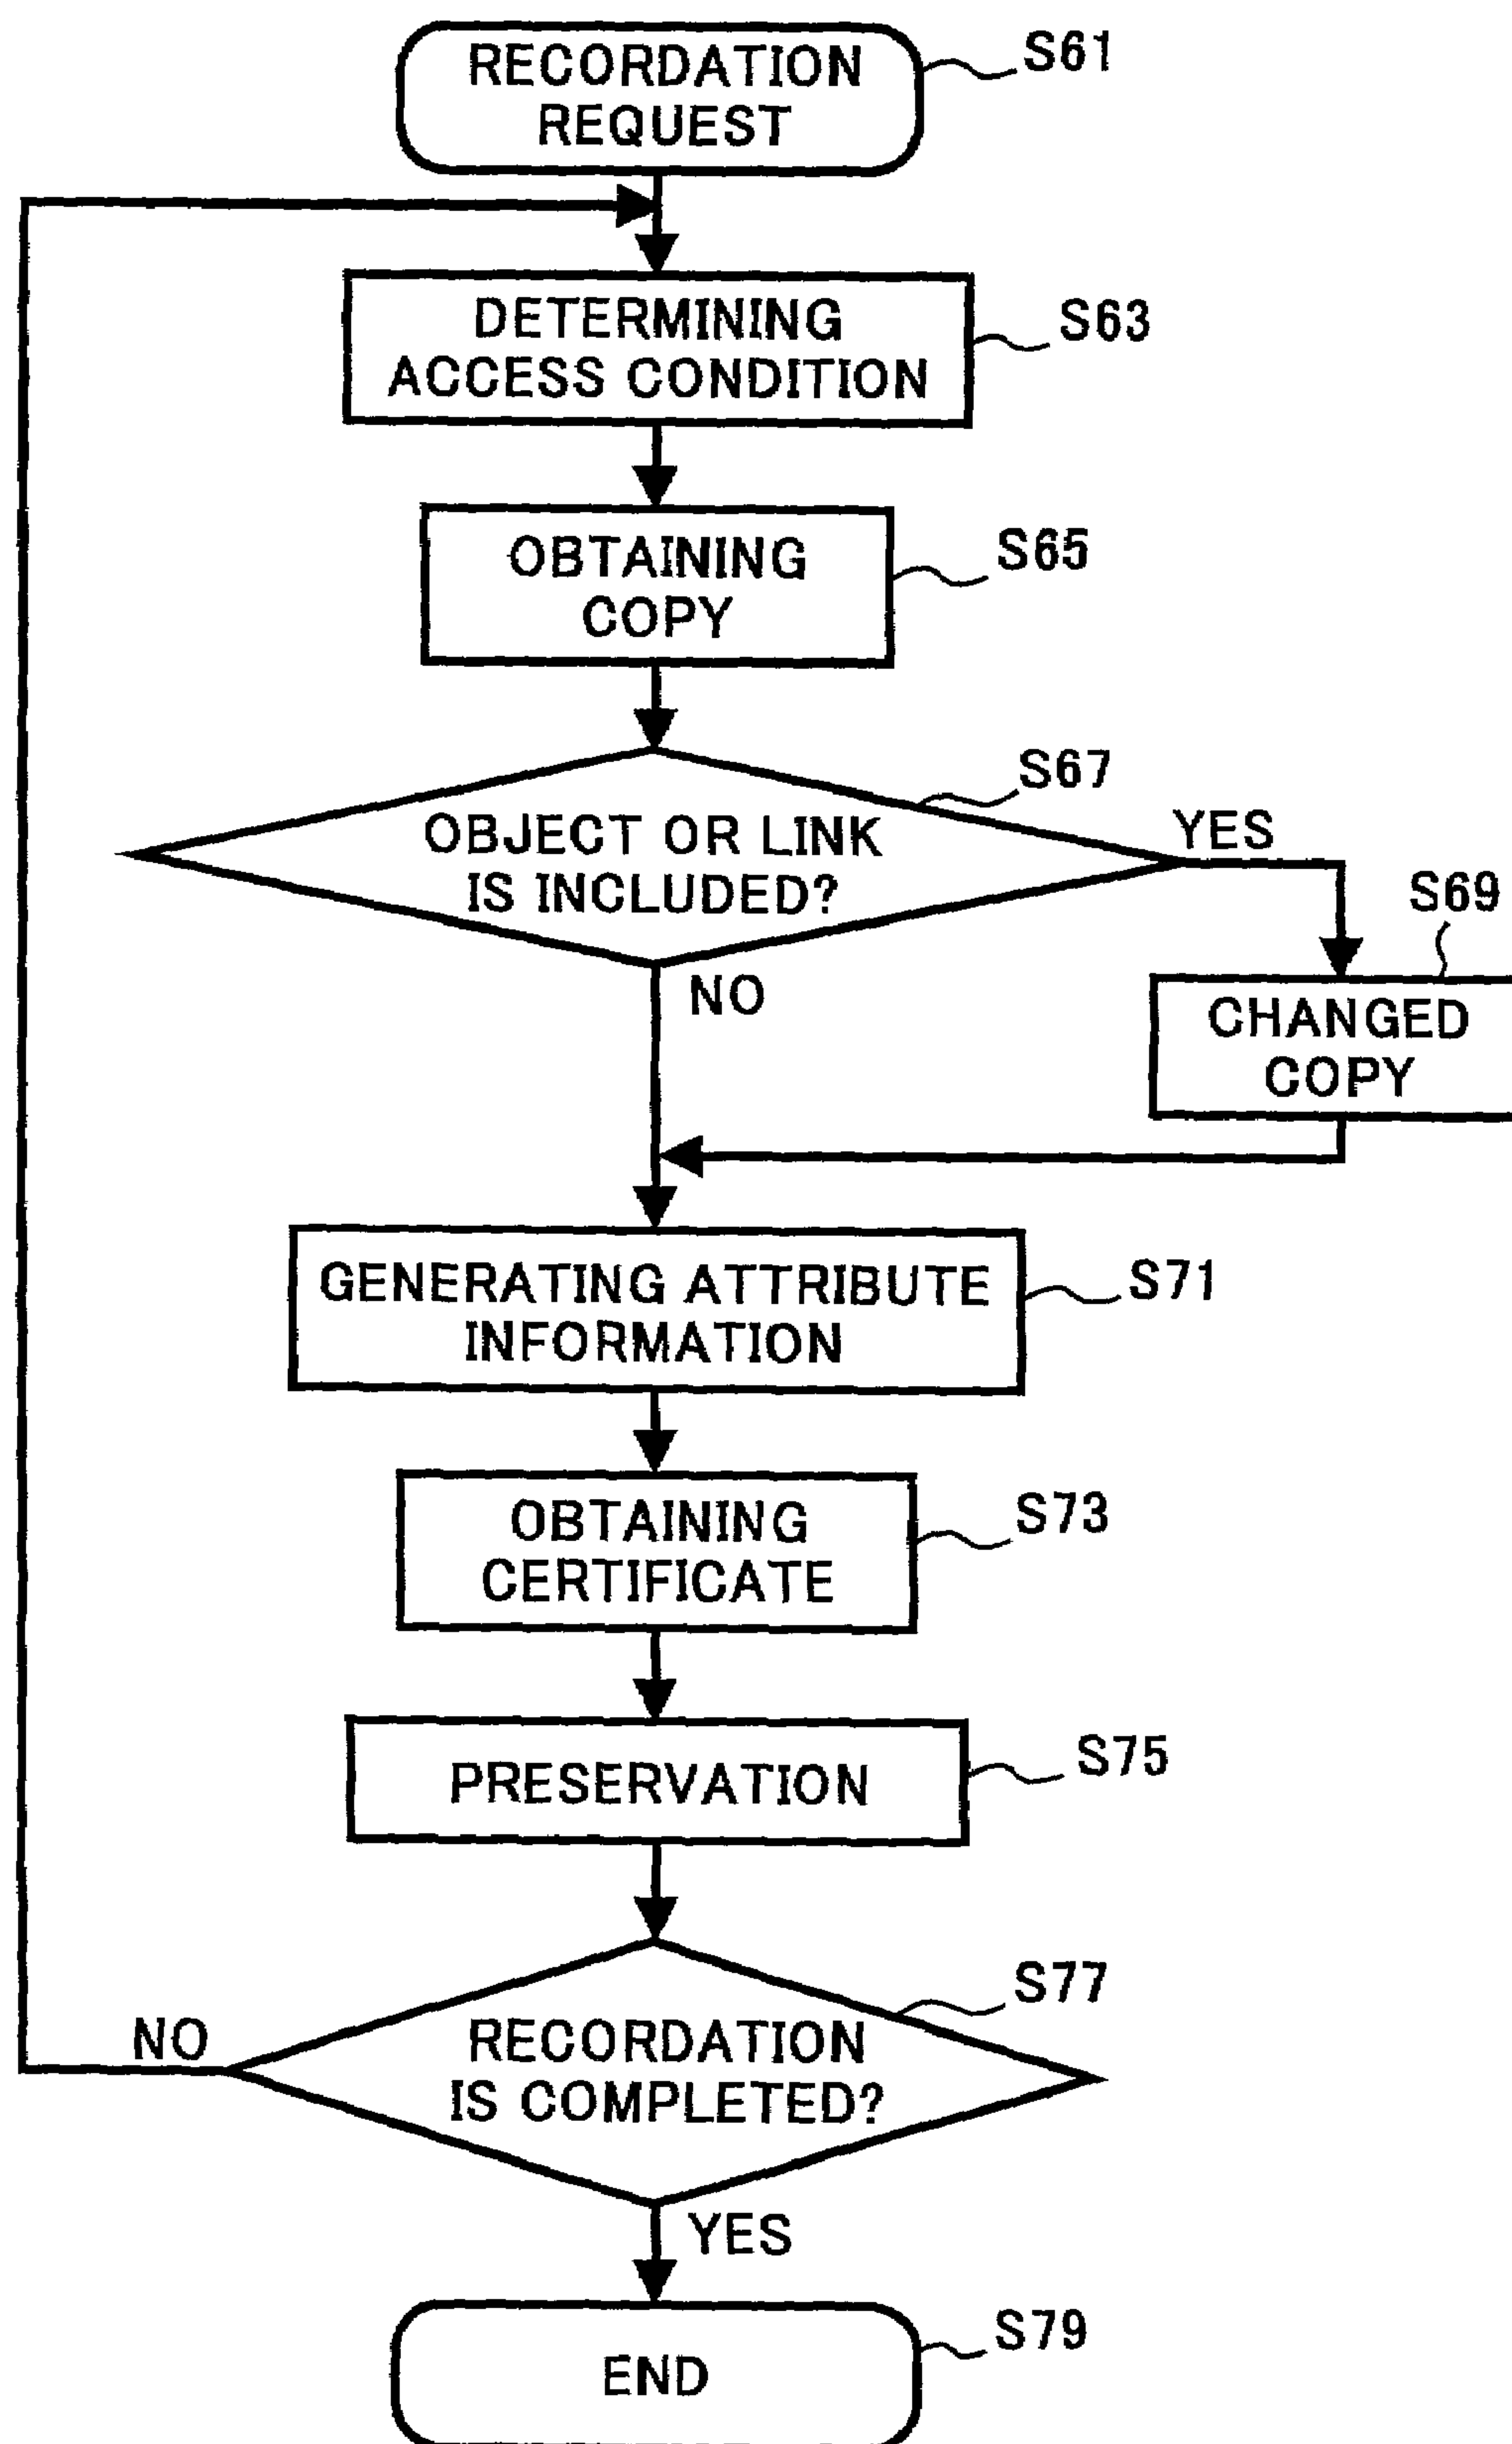 RECORDATION
REQUEST
S61
DETERMINING
ACCESS CONDITION
S63
OBTAINING
COPY
S65
OBJECT OR LINK
IS INCLUDED?
S67
YES
NO
CHANGED
COPY
S69
GENERATING ATTRIBUTE
INFORMATION
S71
OBTAINING
CERTIFICATE
S73
PRESERVATION
S75
RECORDATION
IS COMPLETED?
S77
NO
YES
END
S79